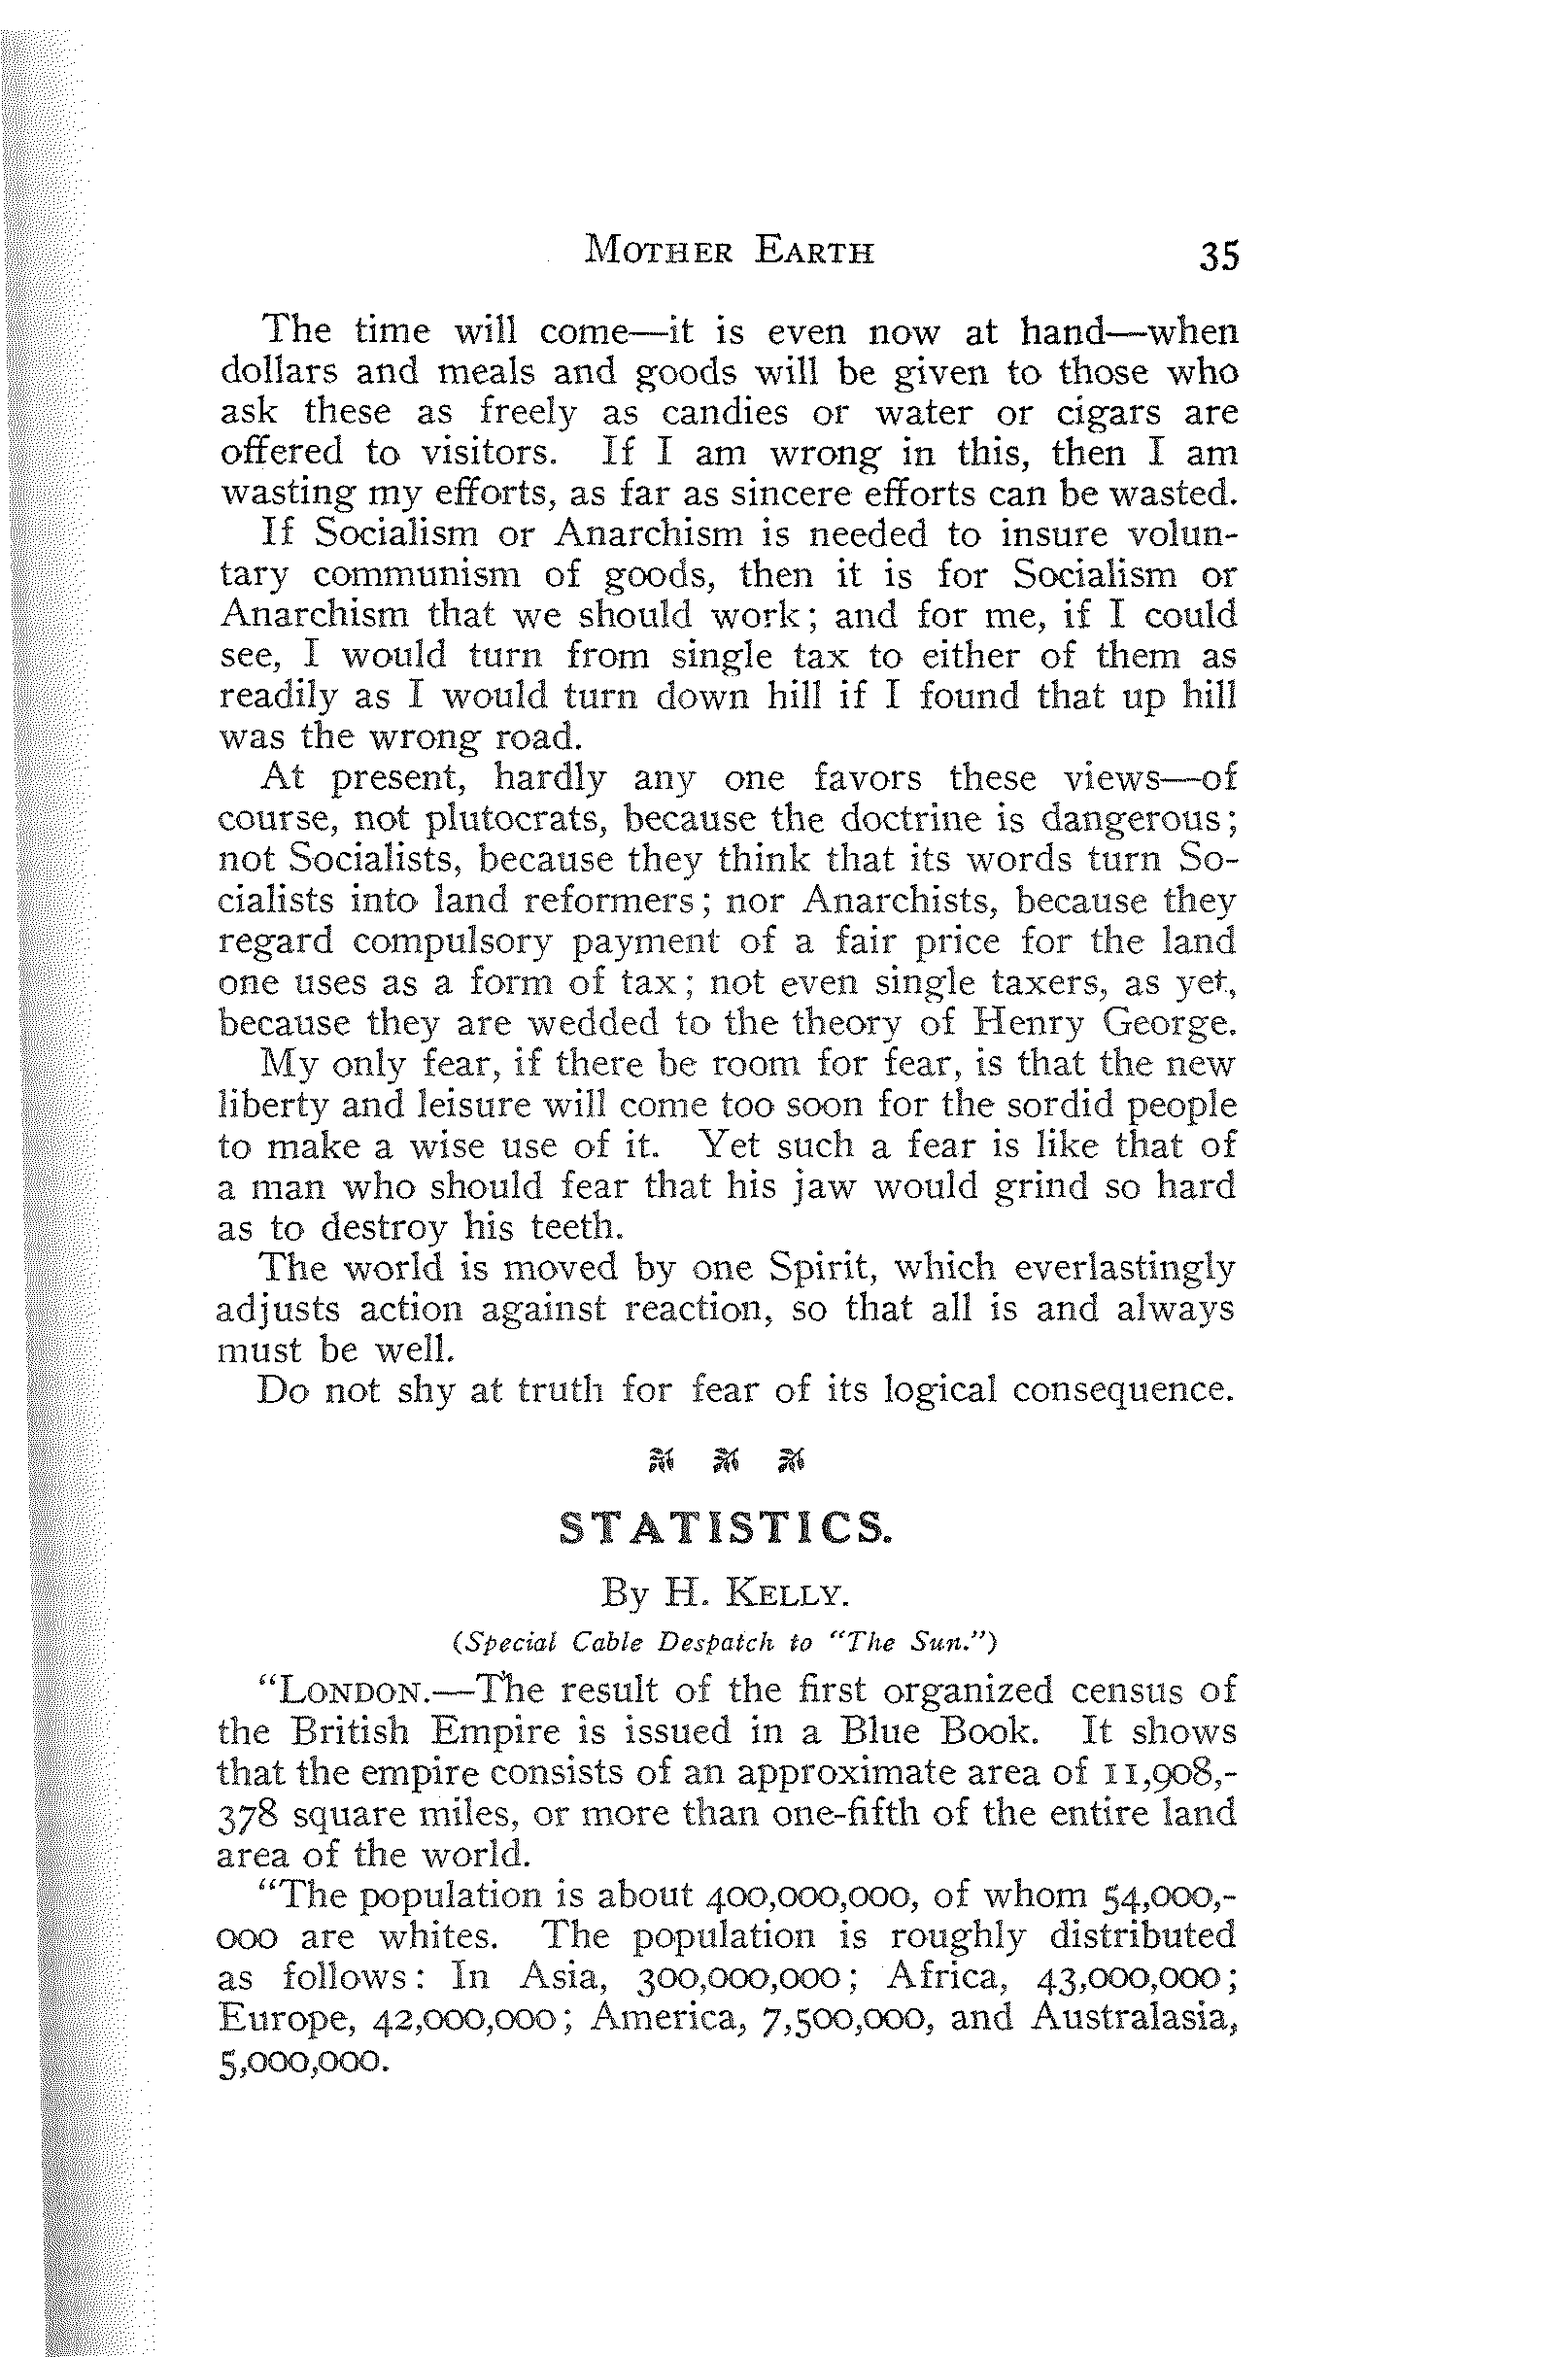 MOTHER EARTH 35
The time will come—it is even now at hand—when
dollars and meals and goods will be given to those who
ask these as freely as candies or water or cigars are
offered to visitors. If I am wrong in this, then I am
wasting my efforts, as far as sincere efforts can be wasted.
If Socialism or Anarchism is needed to insure volun-
tary communism of goods, then it is for Socialism or
Anarchism that we should work; and for me, if I could
see, I would turn from single tax to either of them as
readily as I would turn down hill if I found that up hill
was the wrong road.
At present, hardly any one favors these views—of
course, not plutocrats, because the doctrine is dangerous;
not Socialists, because they think that its words turn So-
cialists into land reformers; nor Anarchists, because they
regard compulsory payment of a fair price for the land
one uses as a form of tax; not even single taxers, as yet,
because they are wedded to the theory of Henry George.
My only fear, if there be room for fear, is that the new
liberty and leisure will come too soon for the sordid people
to make a wise use of it. Yet such a fear is like that of
a man who should fear that his jaw would grind so hard
as to destroy his teeth.
The world is moved by one Spirit, which everlastingly
adjusts action against reaction, so that all is and always
must be well.
Do not shy at truth for fear of its logical consequence.
STATISTICS.
By H. KELLY.
(Special Cable Despatch to "The Sun.")
"LONDON.—The result of the first organized census of
the British Empire is issued in a Blue Book. It shows
that the empire consists of an approximate area of 11,908,-
378 square miles, or more than one-fifth of the entire land
area of the world.
"The population is about 400,000,000, of whom 54,000,-
000 are whites. The population is roughly distributed
as follows: In Asia, 300,000,000; Africa, 43,000,000;
Europe, 42,000,000; America, 7,500,000, and Australasia,
5,000,000.